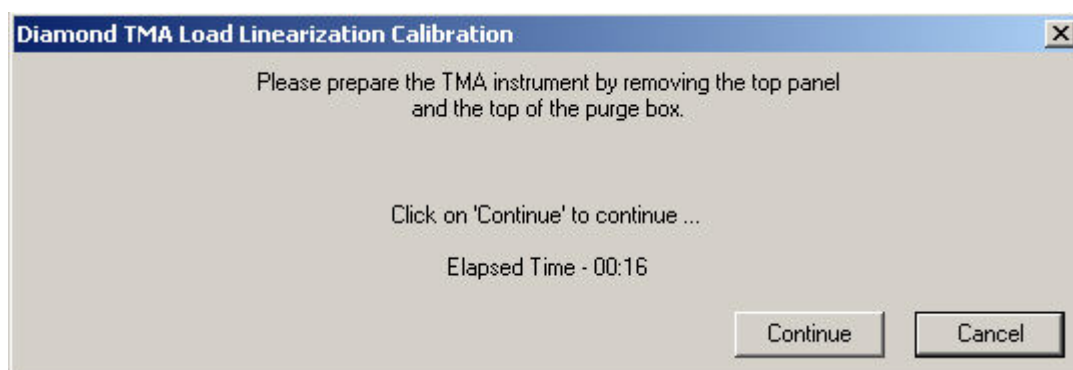 Diamond TMA Load Linearization Calibration
Please prepare the TMA instrument by removing the top panel
and the top of the purge box.
Click on 'Continue' to continue ...
Elapsed Time - 00:16
Continue Cancel